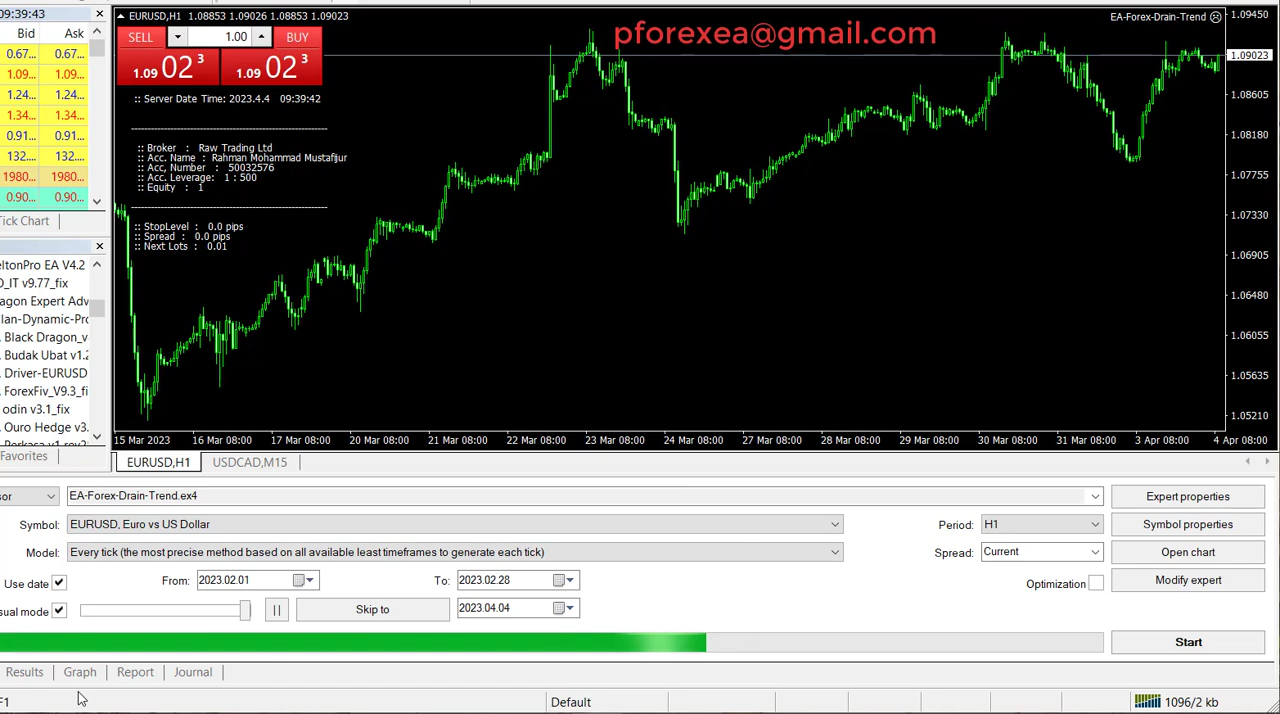 09:39:43
EURUSD,H1 1.08853 1.09026 1.08853 1.09023
pforexea@gmail.com
EA-Forex-Drain-Trend
Bid Ask
0.67... 0.67...
1.09... 1.09...
1.24... 1.24...
1.34... 1.34...
0.91... 0.91...
132.... 132....
1980... 1980...
0.90... 0.90...
Tick Chart
SELL 1.00 BUY
1.09 02 3 1.09 02 3
:: Server Date Time: 2023.4.4 09:39:42
:: Broker : Raw Trading Ltd
:: Acc. Name : Rahman Mohammad Mustafijur
:: Acc, Number : 50032576
:: Acc. Leverage: 1 : 500
:: Equity : 1
:: StopLevel : 0.0 pips
:: Spread : 0.0 pips
:: Next Lots : 0.01
1.09450
1.09023
1.08605
1.08180
1.07755
1.07330
1.06905
1.06480
1.06055
1.05635
1.05210
eltonPro EA V4.2
O_IT v9.77_fix
agon Expert Adv
lan-Dynamic-Pro
. Black Dragon_v
. Budak Ubat v1.2
. Driver-EURUSD
. ForexFiv_V9.3_fi
odin v3.1_fix
. Ouro Hedge v3.
. Perkasa v1 rev2
Favorites
15 Mar 2023 16 Mar 08:00 17 Mar 08:00 20 Mar 08:00 21 Mar 08:00 22 Mar 08:00 23 Mar 08:00 24 Mar 08:00 27 Mar 08:00 28 Mar 08:00 29 Mar 08:00 30 Mar 08:00 31 Mar 08:00 3 Apr 08:00 4 Apr 08:00
EURUSD,H1 USDCAD,M15
sor EA-Forex-Drain-Trend.ex4 Expert properties
Symbol: EURUSD, Euro vs US Dollar Period: H1 Symbol properties
Model: Every tick (the most precise method based on all available least timeframes to generate each tick) Spread: Current Open chart
Use date From: 2023.02.01 To: 2023.02.28 Optimization Modify expert
sual mode Skip to 2023.04.04
Start
Results Graph Report Journal
F1 Default 1096/2 kb